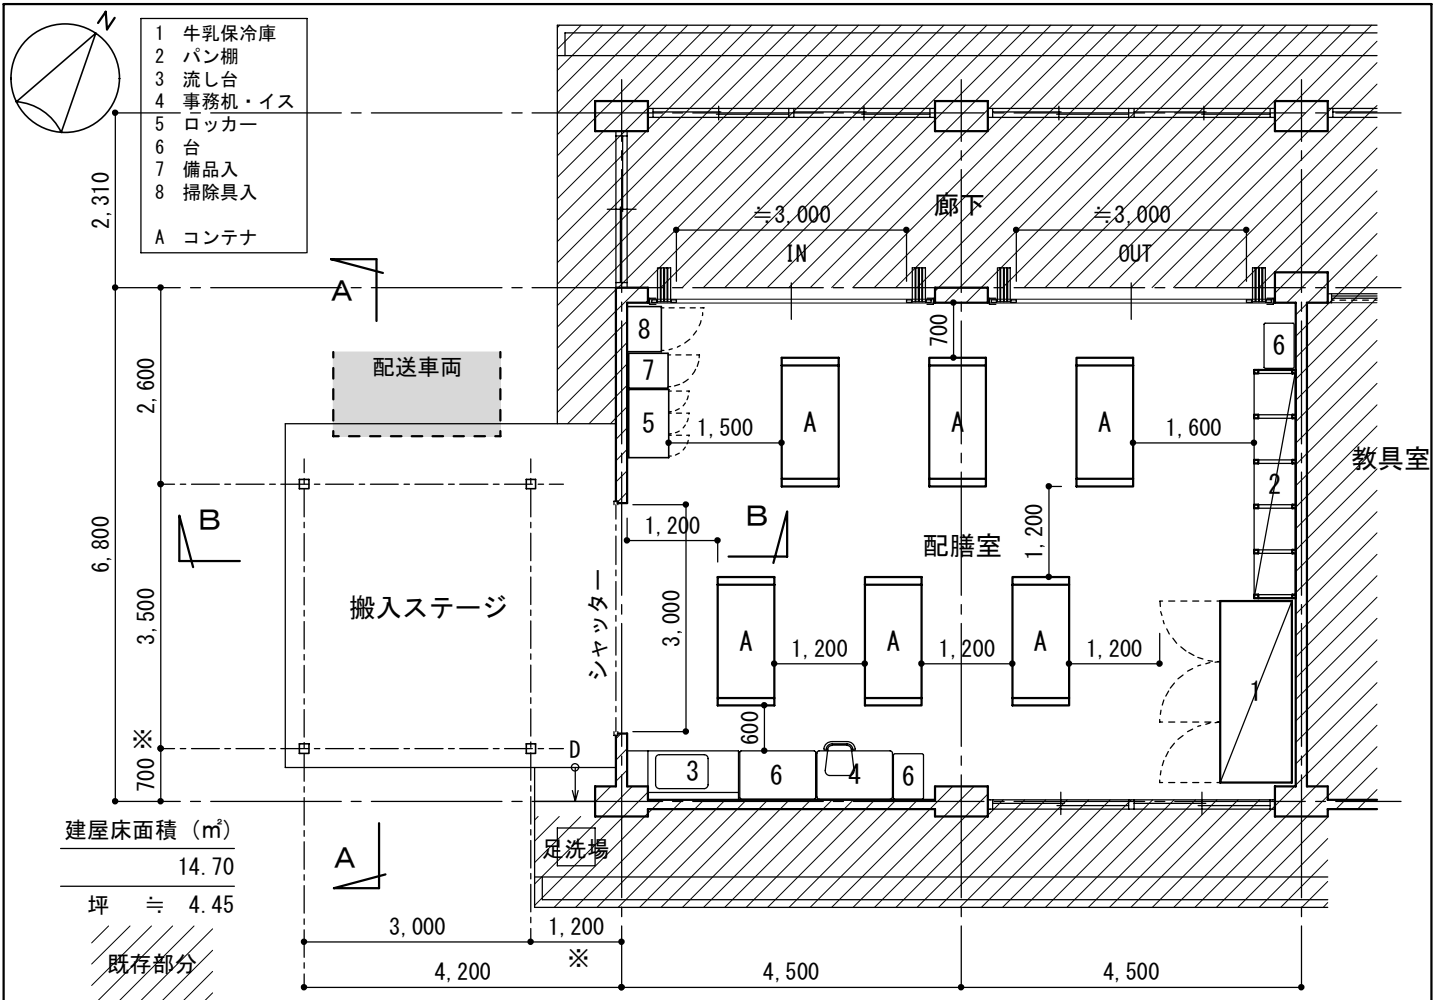 N
1 牛乳保冷庫
2 パン棚
3 流し台
4 事務机・イス
5 ロッカー
6 台
7 備品入
8 掃除具入
A コンテナ
2,310
廊下
≒3,000
≒3,000
IN
OUT
A
8
700
6
配送車両
7
2,600
5
1,500
A
A
A
1,600
教具室
2
B
1,200
B
1,200
配膳室
6,800
搬入ステージ
シャッター
3,000
3,500
A
1,200
A
1,200
A
1,200
1
600
※
700
D
3
6
4
6
建屋床面積 (㎡)
14.70
坪 ≒ 4.45
A
足洗場
3,000
1,200
※
既存部分
4,200
4,500
4,500